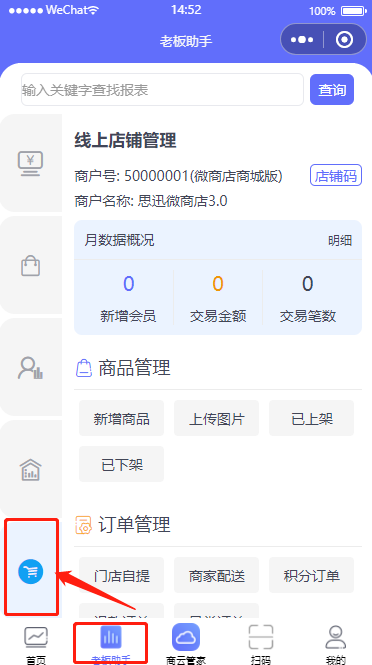 WeChat 14:52 100%
老板助手
输入关键字查找报表 查询
线上店铺管理
商户号: 50000001(微商店商城版) 店铺码
商户名称: 思迅微商店3.0
月数据概况 明细
0 0 0
新增会员 交易金额 交易笔数
商品管理
新增商品 上传图片 已上架
已下架
订单管理
门店自提 商家配送 积分订单
首页 老板助手 商云管家 扫码 我的